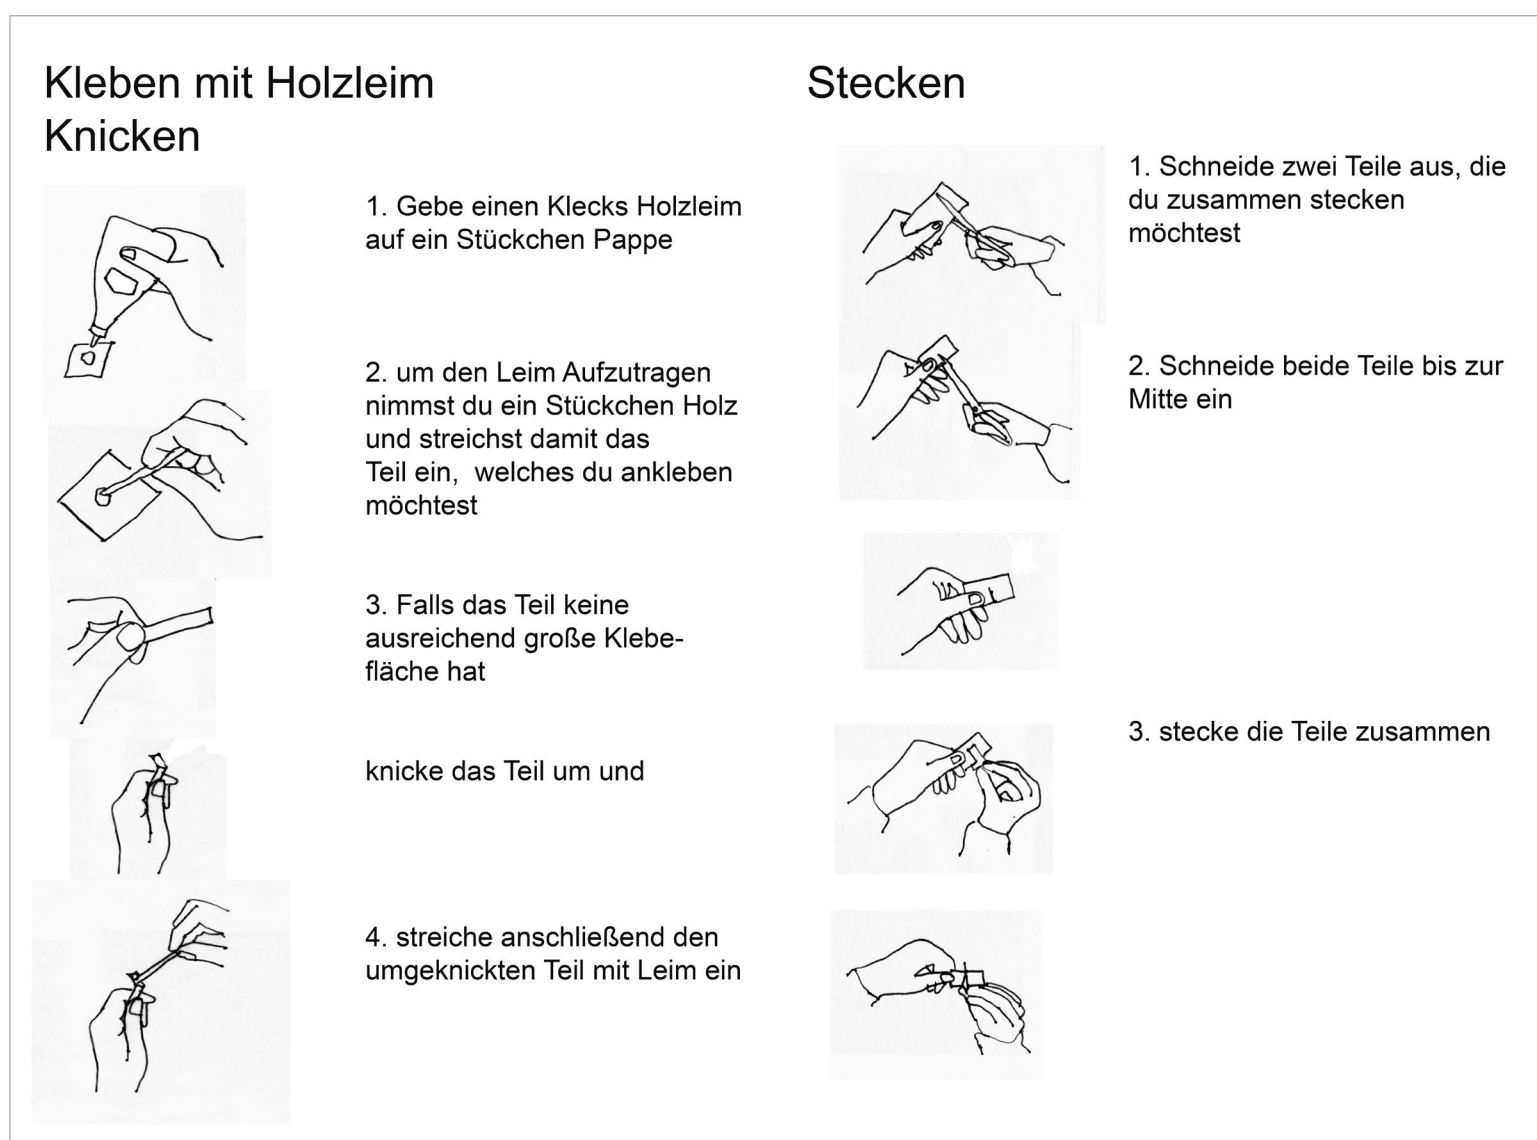 Kleben mit Holzleim
Knicken
1. Gebe einen Klecks Holzleim
auf ein Stückchen Pappe
2. um den Leim Aufzutragen
nimmst du ein Stückchen Holz
und streichst damit das
Teil ein,  welches du ankleben
möchtest
3. Falls das Teil keine
ausreichend große Klebe-
fläche hat
knicke das Teil um und
4. streiche anschließend den
umgeknickten Teil mit Leim ein
Stecken
1. Schneide zwei Teile aus, die
du zusammen stecken
möchtest
2. Schneide beide Teile bis zur
Mitte ein
3. stecke die Teile zusammen